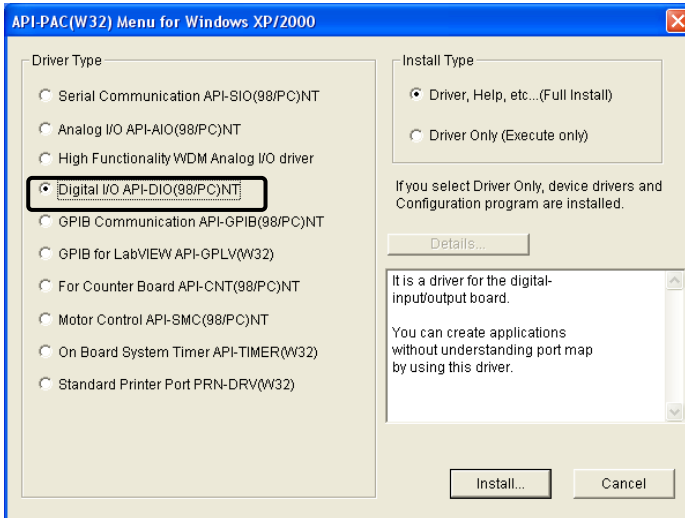 API-PAC(W32) Menu for Windows XP/2000
Driver Type
Serial Communication API-SIO(98/PC)NT
Analog I/O API-AIO(98/PC)NT
High Functionality WDM Analog I/O driver
Digital I/O API-DIO(98/PC)NT
GPIB Communication API-GPIB(98/PC)NT
GPIB for LabVIEW API-GPLV(W32)
For Counter Board API-CNT(98/PC)NT
Motor Control API-SMC(98/PC)NT
On Board System Timer API-TIMER(W32)
Standard Printer Port PRN-DRV(W32)
Install Type
Driver, Help, etc...(Full Install)
Driver Only (Execute only)
If you select Driver Only, device drivers and
Configuration program are installed.
Details...
It is a driver for the digital-
input/output board.
You can create applications
without understanding port map
by using this driver.
Install...
Cancel